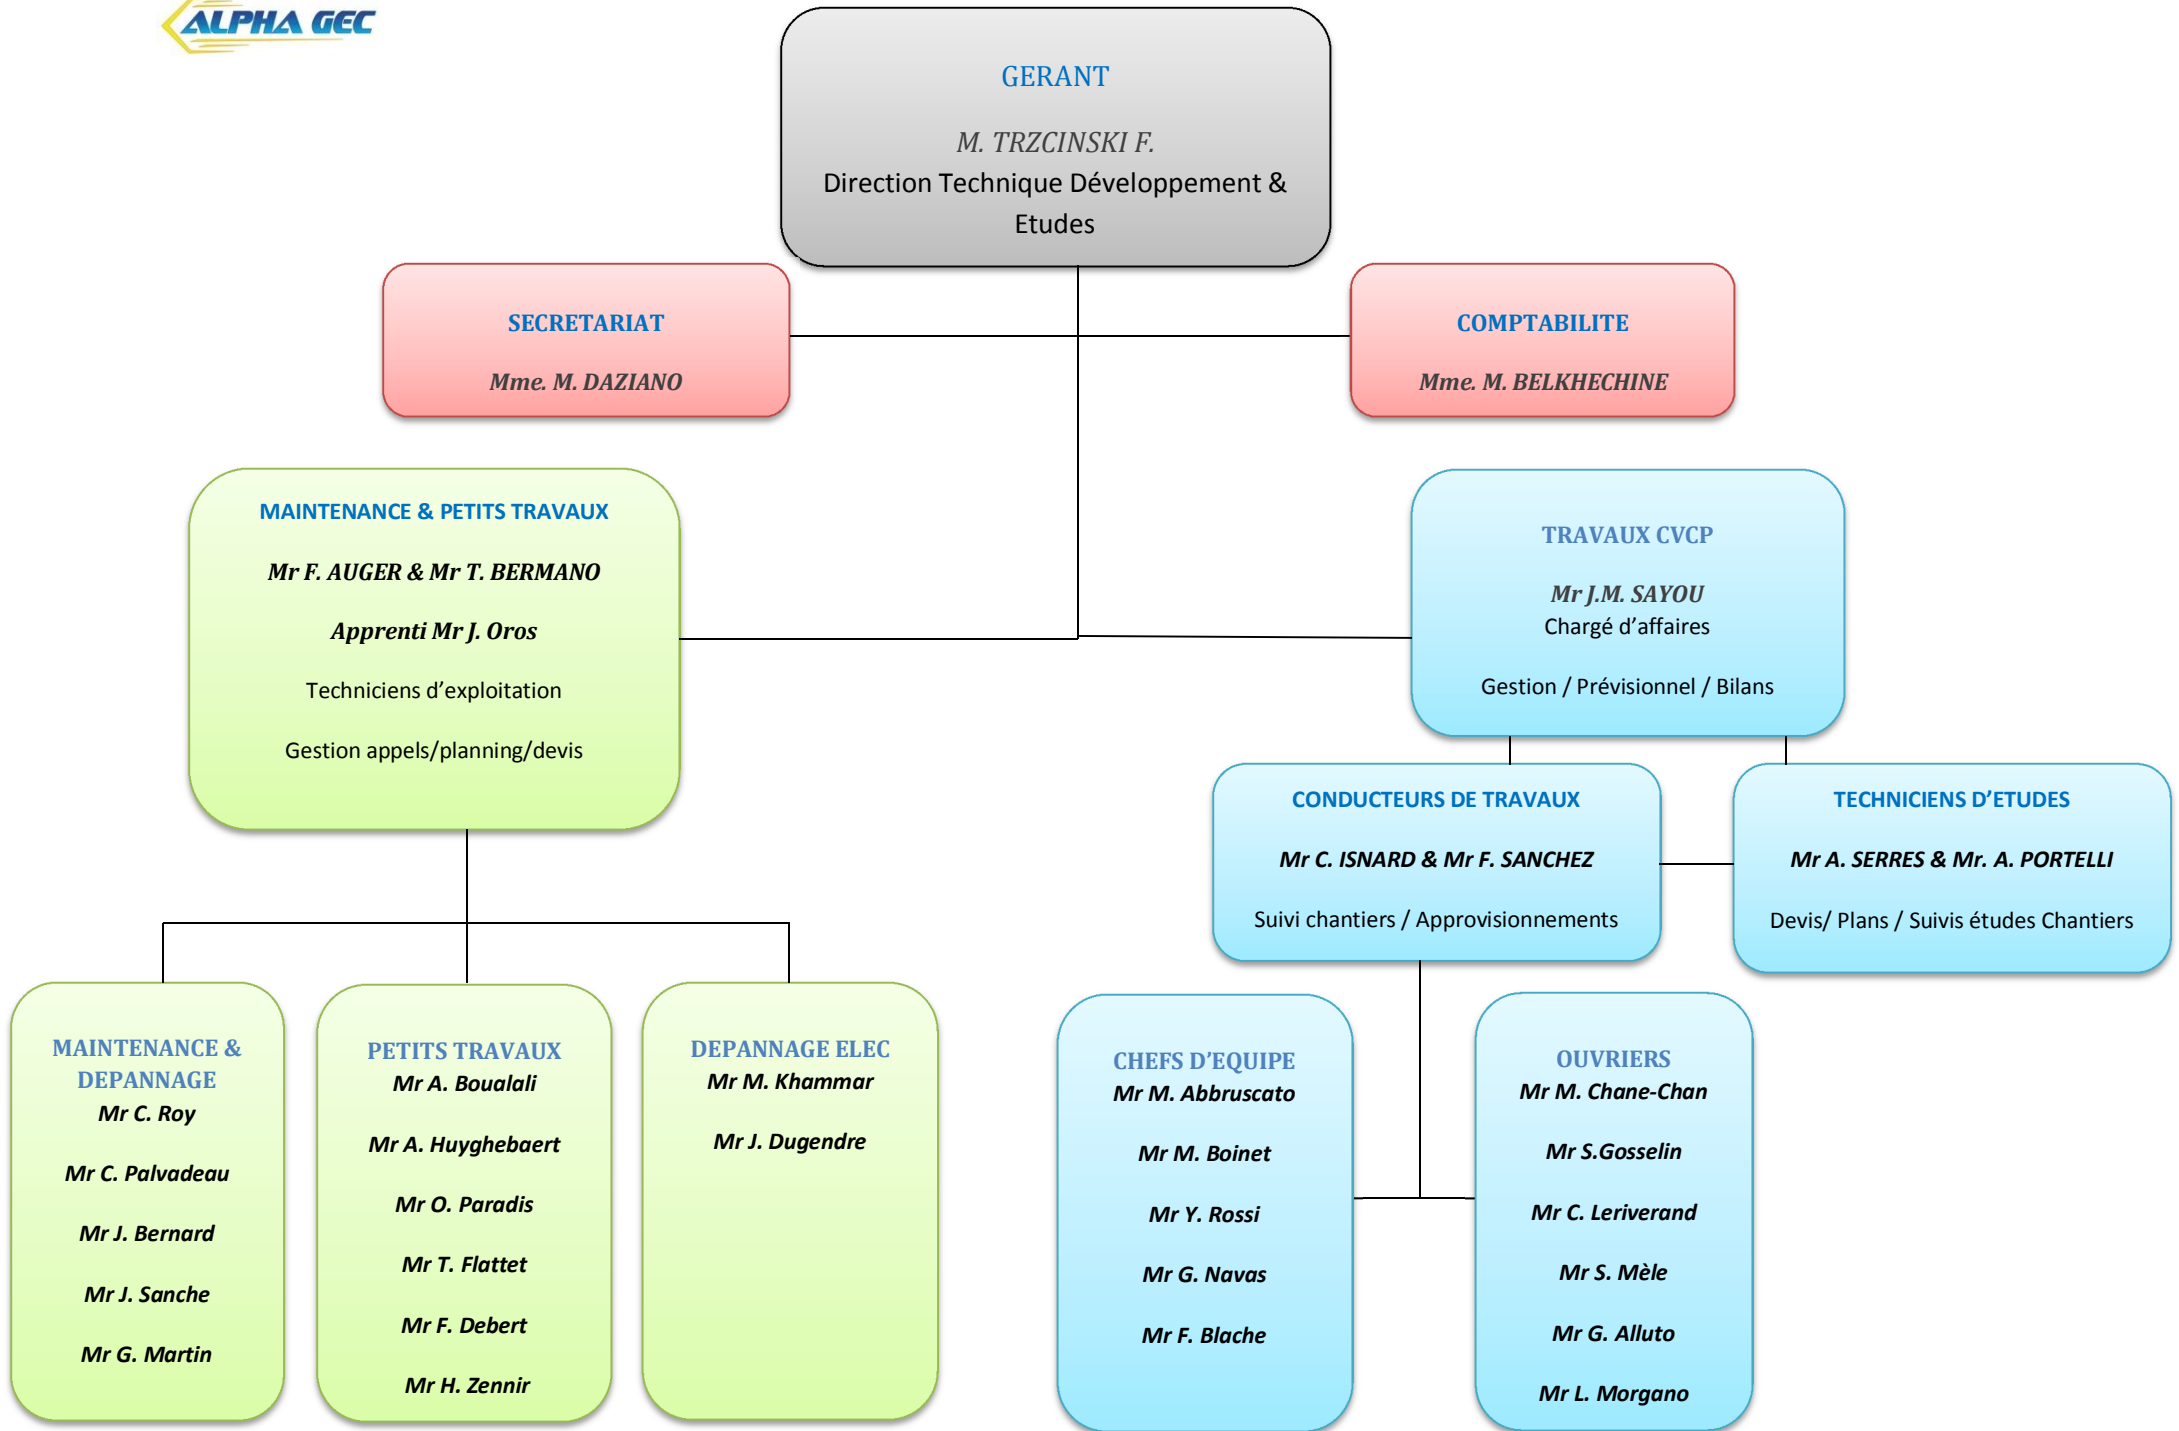 ALPHA GEC
GERANT
M. TRZCINSKI F.
Direction Technique Développement &
Etudes
SECRETARIAT
Mme. M. DAZIANO
COMPTABILITE
Mme. M. BELKHECHINE
MAINTENANCE & PETITS TRAVAUX
Mr F. AUGER & Mr T. BERMANO
Apprenti Mr J. Oros
Techniciens d'exploitation
Gestion appels/planning/devis
TRAVAUX CVCP
Mr J.M. SAYOU
Chargé d'affaires
Gestion / Prévisionnel / Bilans
CONDUCTEURS DE TRAVAUX
Mr C. ISNARD & Mr F. SANCHEZ
Suivi chantiers / Approvisionnements
TECHNICIENS D'ETUDES
Mr A. SERRES & Mr. A. PORTELLI
Devis/ Plans / Suivis études Chantiers
MAINTENANCE &
DEPANNAGE
Mr C. Roy
Mr C. Palvadeau
Mr J. Bernard
Mr J. Sanche
Mr G. Martin
PETITS TRAVAUX
Mr A. Boualali
Mr A. Huyghebaert
Mr O. Paradis
Mr T. Flattet
Mr F. Debert
Mr H. Zennir
DEPANNAGE ELEC
Mr M. Khammar
Mr J. Dugendre
CHEFS D'EQUIPE
Mr M. Abbruscato
Mr M. Boinet
Mr Y. Rossi
Mr G. Navas
Mr F. Blache
OUVRIERS
Mr M. Chane-Chan
Mr S.Gosselin
Mr C. Leriverand
Mr S. Mèle
Mr G. Alluto
Mr L. Morgano